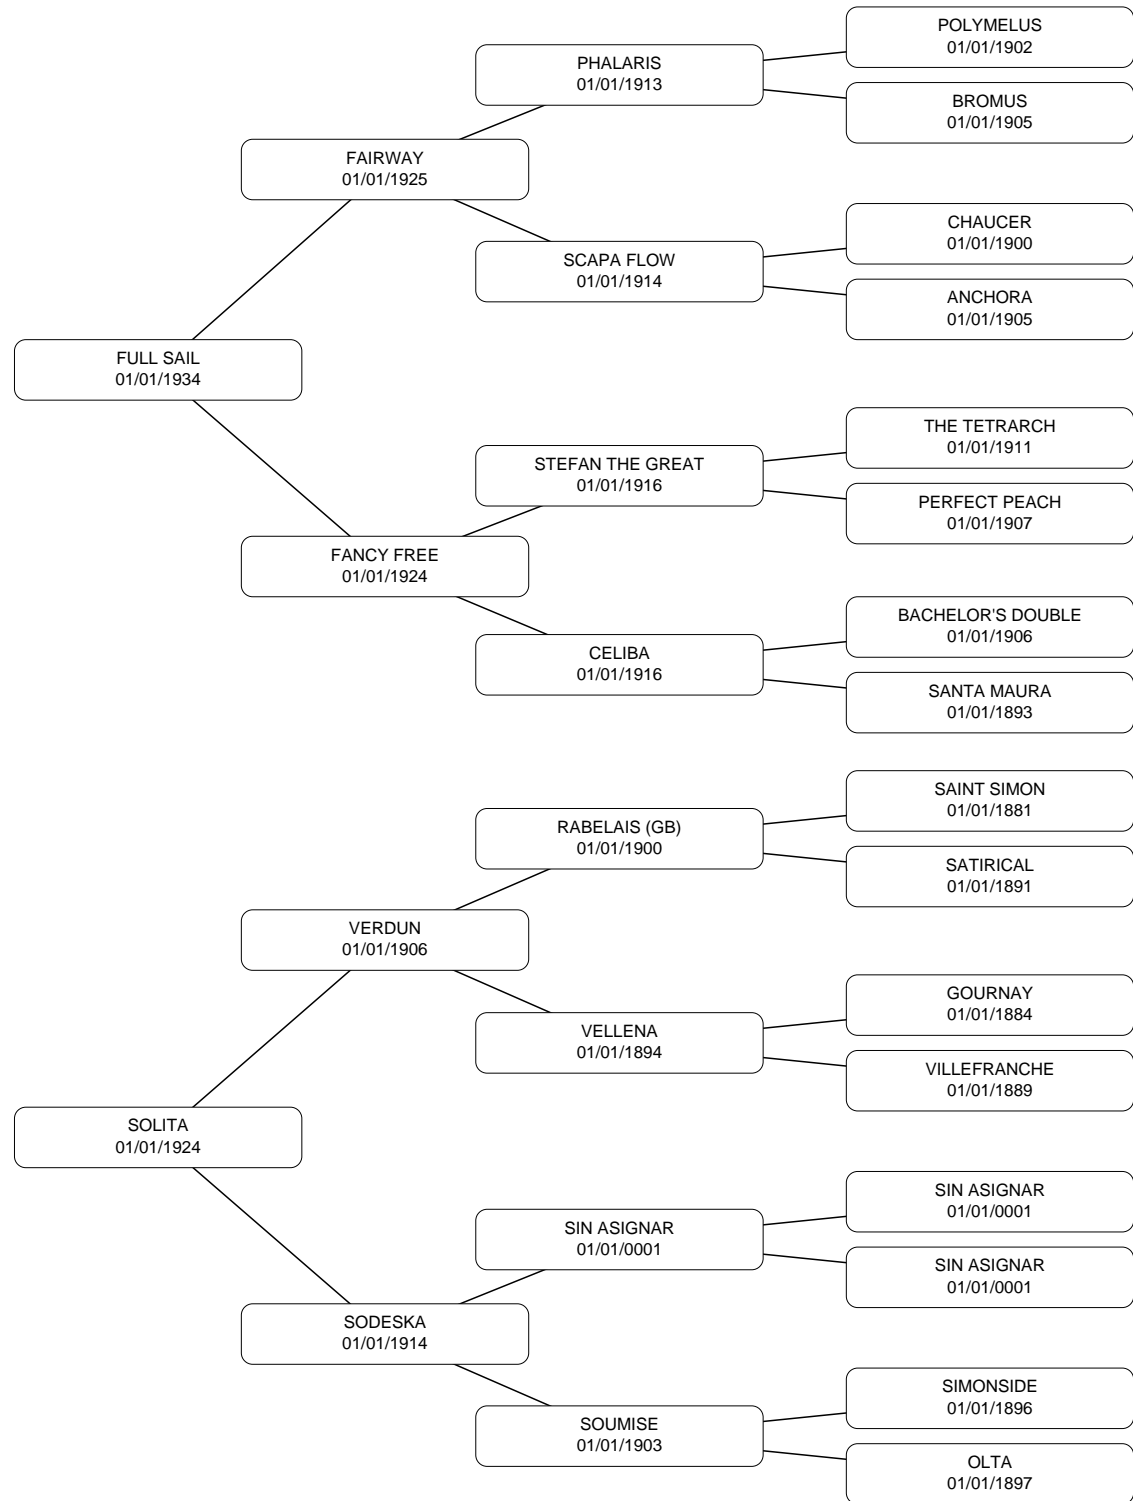 POLYMELUS
01/01/1902
PHALARIS
01/01/1913
BROMUS
01/01/1905
FAIRWAY
01/01/1925
CHAUCER
01/01/1900
SCAPA FLOW
01/01/1914
ANCHORA
01/01/1905
FULL SAIL
01/01/1934
THE TETRARCH
01/01/1911
STEFAN THE GREAT
01/01/1916
PERFECT PEACH
01/01/1907
FANCY FREE
01/01/1924
BACHELOR'S DOUBLE
01/01/1906
CELIBA
01/01/1916
SANTA MAURA
01/01/1893
SAINT SIMON
01/01/1881
RABELAIS (GB)
01/01/1900
SATIRICAL
01/01/1891
VERDUN
01/01/1906
GOURNAY
01/01/1884
VELLENA
01/01/1894
VILLEFRANCHE
01/01/1889
SOLITA
01/01/1924
SIN ASIGNAR
01/01/0001
SIN ASIGNAR
01/01/0001
SIN ASIGNAR
01/01/0001
SODESKA
01/01/1914
SIMONSIDE
01/01/1896
SOUMISE
01/01/1903
OLTA
01/01/1897